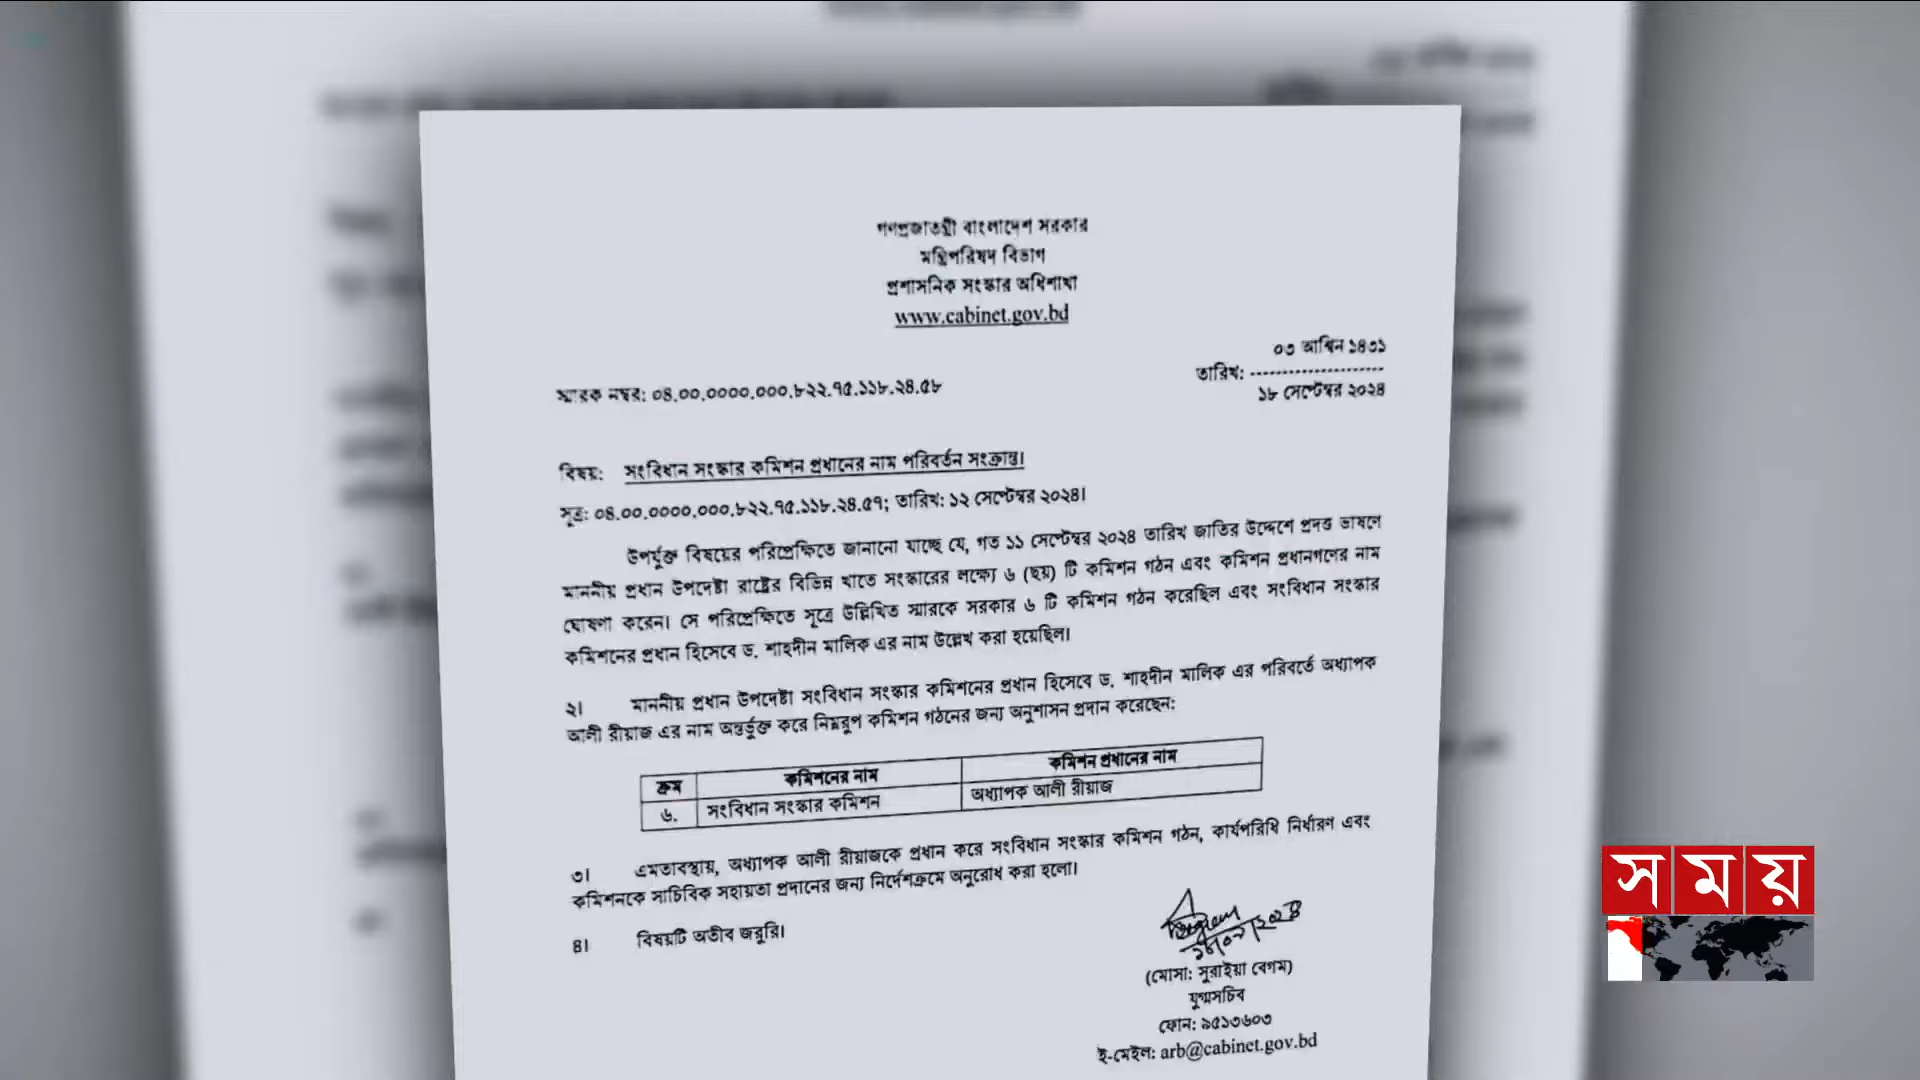 গণপ্রজাতন্ত্রী বাংলাদেশ সরকার
মন্ত্রিপরিষদ বিভাগ
প্রশাসনিক সংস্কার অধিশাখা
www.cabinet.gov.bd
০৩ আশ্বিন ১৪৩১
তারিখ: ---------------------
১৮ সেপ্টেম্বর ২০২৪
স্মারক নম্বর: ০৪.০০.০০০০.০০০.৮২২.৭৫.১১৮.২৪.৫৮
বিষয়: সংবিধান সংস্কার কমিশন প্রধানের নাম পরিবর্তন সংক্রান্ত।
সূত্র: ০৪.০০.০০০০.০০০.৮২২.৭৫.১১৮.২৪.৫৭; তারিখ: ১২ সেপ্টেম্বর ২০২৪।
উপর্যুক্ত বিষয়ের পরিপ্রেক্ষিতে জানানো যাচ্ছে যে, গত ১১ সেপ্টেম্বর ২০২৪ তারিখ জাতির উদ্দেশে প্রদত্ত ভাষণে
মাননীয় প্রধান উপদেষ্টা রাষ্ট্রের বিভিন্ন খাতে সংস্কারের লক্ষ্যে ৬ (ছয়) টি কমিশন গঠন এবং কমিশন প্রধানগণের নাম
ঘোষণা করেন। সে পরিপ্রেক্ষিতে সূত্রে উল্লিখিত স্মারকে সরকার ৬ টি কমিশন গঠন করেছিল এবং সংবিধান সংস্কার
কমিশনের প্রধান হিসেবে ড. শাহদীন মালিক এর নাম উল্লেখ করা হয়েছিল।
২। মাননীয় প্রধান উপদেষ্টা সংবিধান সংস্কার কমিশনের প্রধান হিসেবে ড. শাহদীন মালিক এর পরিবর্তে অধ্যাপক
আলী রীয়াজ এর নাম অন্তর্ভুক্ত করে নিম্নরূপ কমিশন গঠনের জন্য অনুশাসন প্রদান করেছেন:
ক্রম কমিশনের নাম কমিশন প্রধানের নাম
৬. সংবিধান সংস্কার কমিশন অধ্যাপক আলী রীয়াজ
৩। এমতাবস্থায়, অধ্যাপক আলী রীয়াজকে প্রধান করে সংবিধান সংস্কার কমিশন গঠন, কার্যপরিধি নির্ধারণ এবং
কমিশনকে সাচিবিক সহায়তা প্রদানের জন্য নির্দেশক্রমে অনুরোধ করা হলো।
৪। বিষয়টি অতীব জরুরি।
(মোসা: সুরাইয়া বেগম)
যুগ্মসচিব
ফোন: ৯৫১৩৬০৩
ই-মেইল: arb@cabinet.gov.bd
সময়